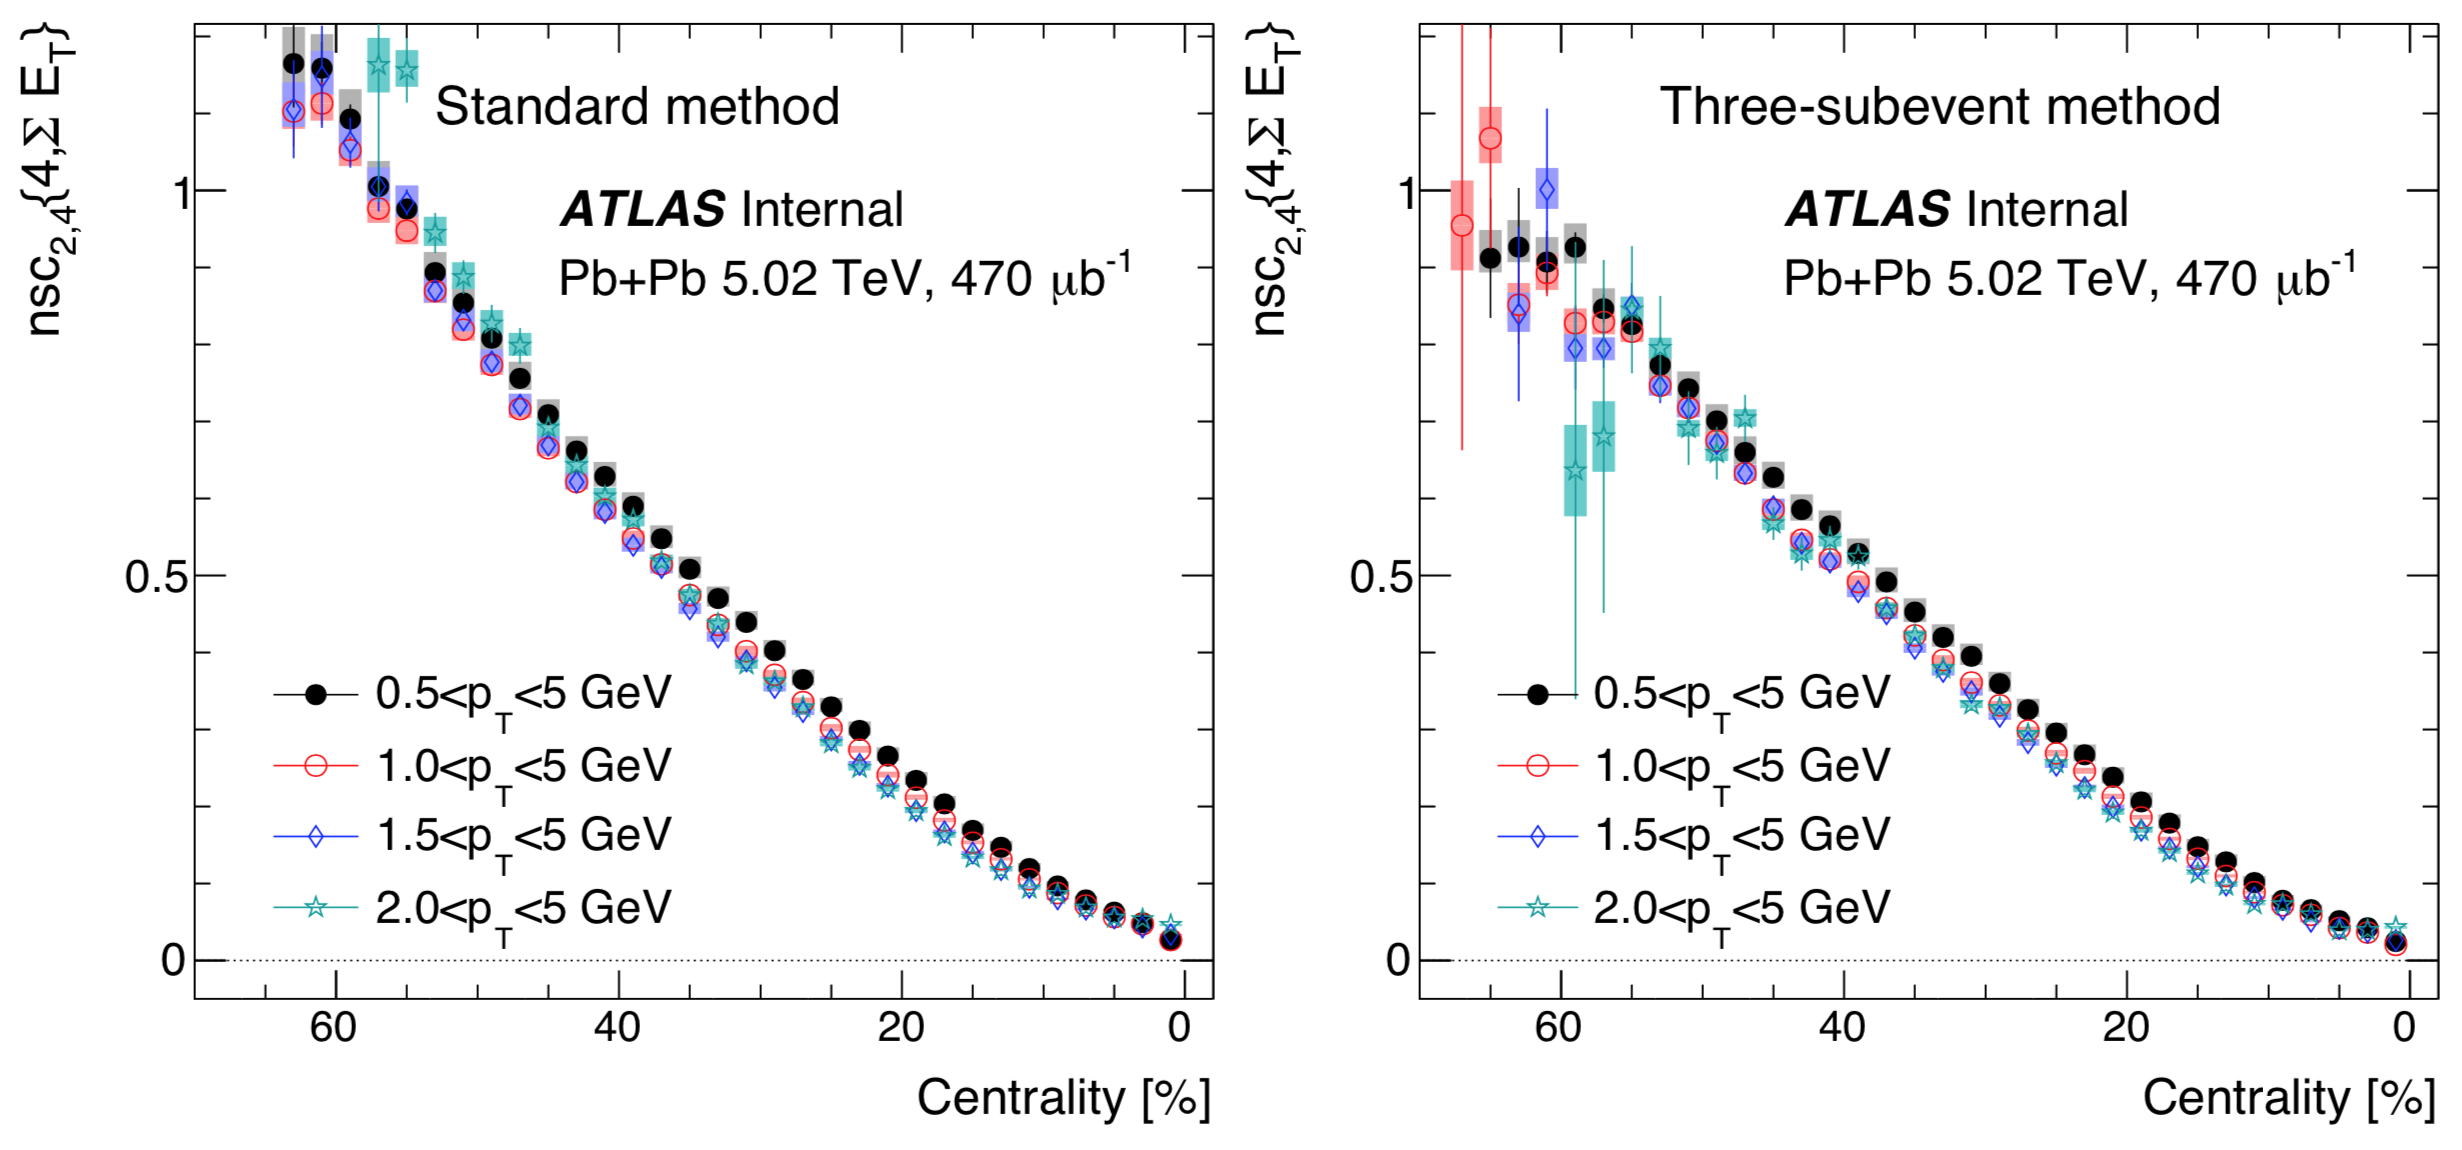 nsc2,4{4,Σ ET}
Standard method
ATLAS Internal
Pb+Pb 5.02 TeV, 470 μb-1
1
0.5
0
0.5<pT<5 GeV
1.0<pT<5 GeV
1.5<pT<5 GeV
2.0<pT<5 GeV
60 40 20 0
Centrality [%]
nsc2,4{4,Σ ET}
Three-subevent method
ATLAS Internal
Pb+Pb 5.02 TeV, 470 μb-1
1
0.5
0
0.5<pT<5 GeV
1.0<pT<5 GeV
1.5<pT<5 GeV
2.0<pT<5 GeV
60 40 20 0
Centrality [%]